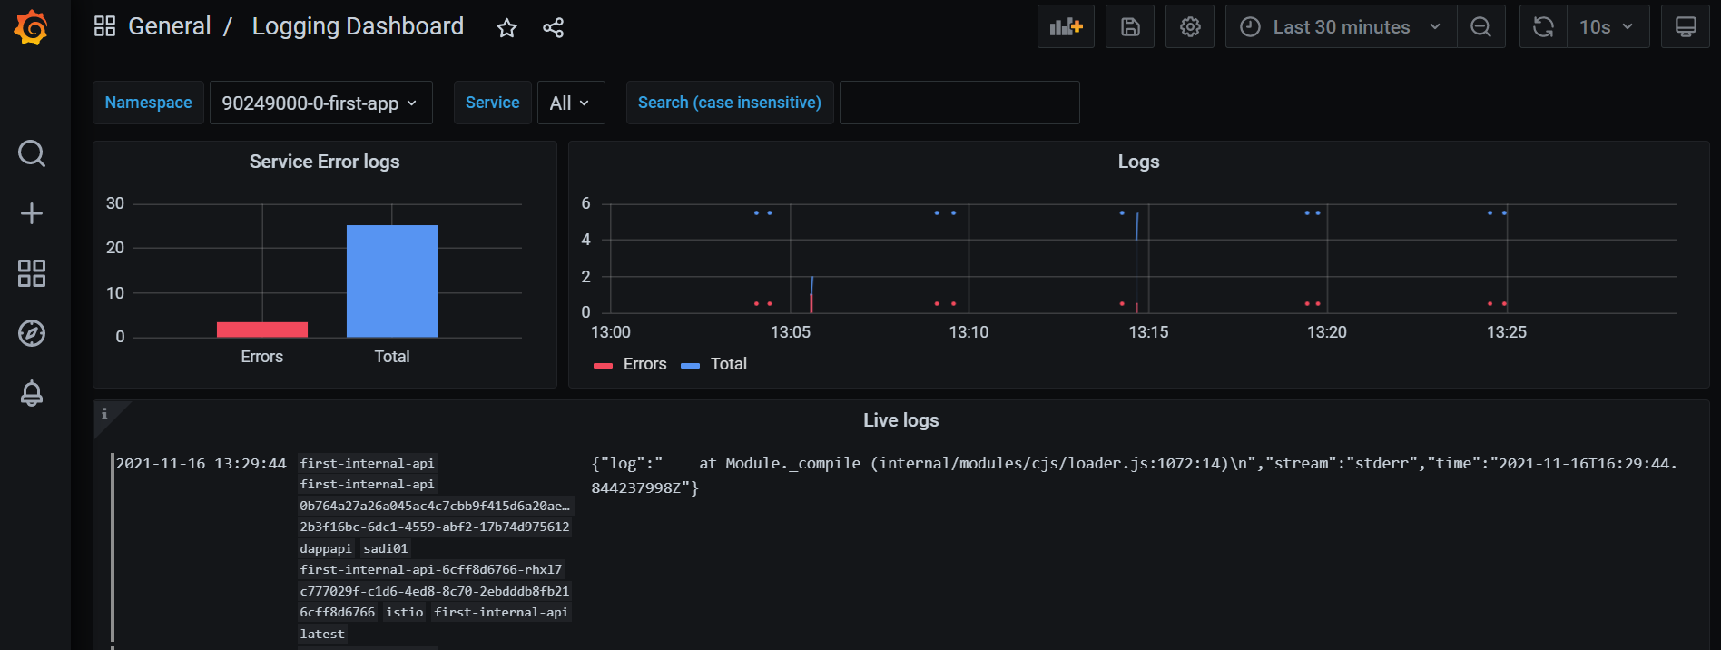 General / Logging Dashboard
Last 30 minutes
10s
Namespace 90249000-0-first-app Service All Search (case insensitive)
Service Error logs
30
20
10
0
Errors Total
Logs
6
4
2
0
13:00 13:05 13:10 13:15 13:20 13:25
Errors Total
i
Live logs
2021-11-16 13:29:44 first-internal-api {"log":"    at Module._compile (internal/modules/cjs/loader.js:1072:14)\n","stream":"stderr","time":"2021-11-16T16:29:44.
first-internal-api 844237998Z"}
0b764a27a26a045ac4c7cbb9f415d6a20ae…
2b3f16bc-6dc1-4559-abf2-17b74d975612
dappapi sadi01
first-internal-api-6cff8d6766-rhxl7
c777029f-c1d6-4ed8-8c70-2ebdddb8fb21
6cff8d6766 istio first-internal-api
latest